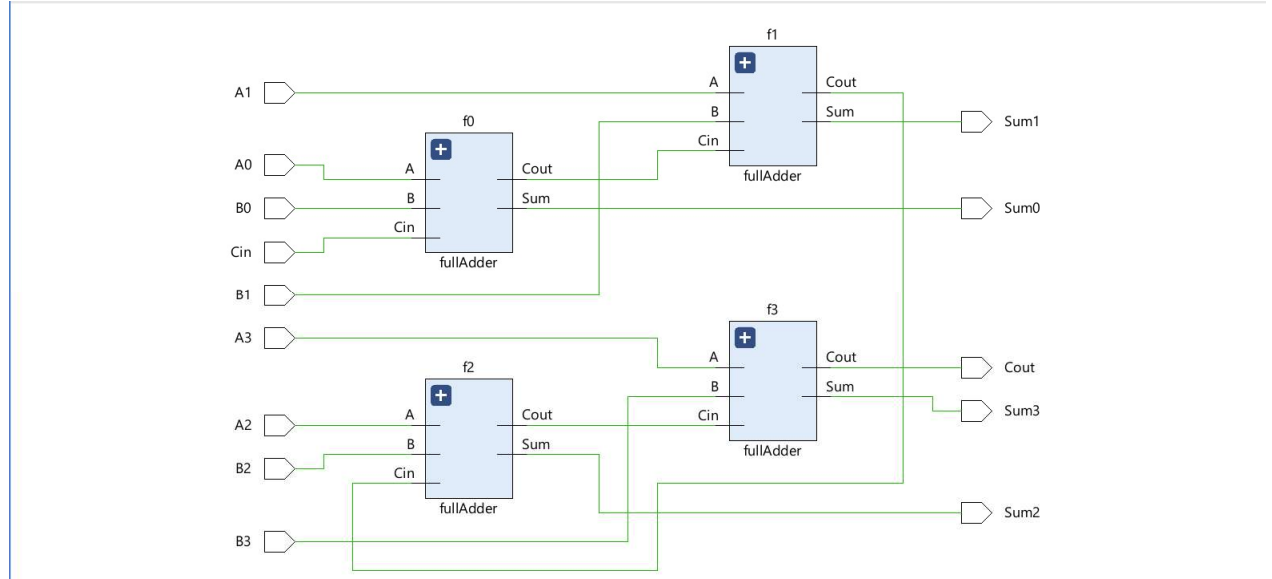 f1
A1
A
Cout
B
Sum
Sum1
Cin
fullAdder
f0
A0
A
Cout
B0
B
Sum
Sum0
Cin
Cin
fullAdder
B1
f3
A3
A
Cout
Cout
B
Sum
Sum3
Cin
fullAdder
f2
A2
A
Cout
B2
B
Sum
Cin
fullAdder
Sum2
B3